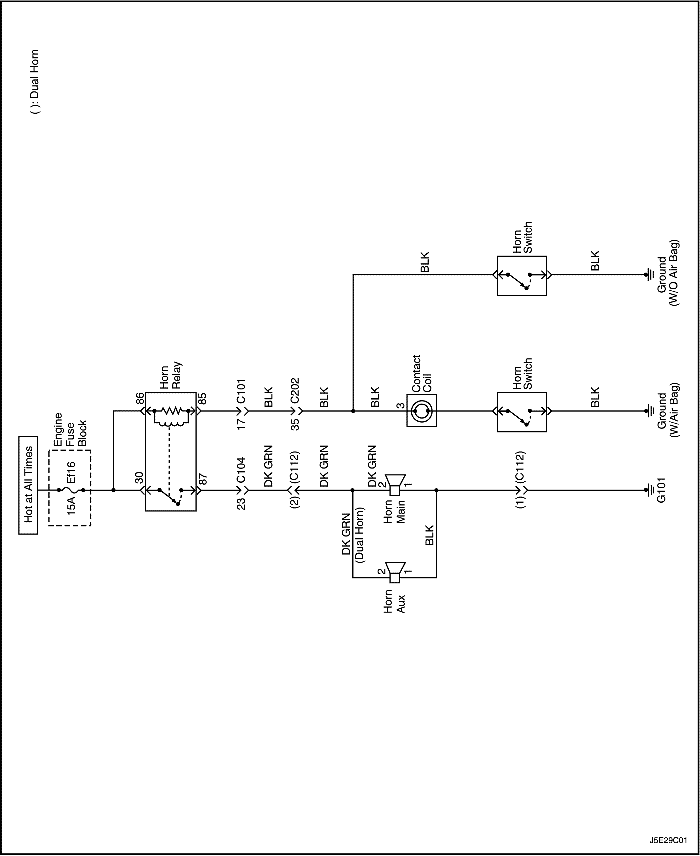 ( ): Dual Horn
Hot at All Times
Engine
Fuse
Block
Ef16
15A
30
86
Horn
Relay
87
85
23
C104
17
C101
DK GRN
BLK
(2)
(C112)
35
C202
DK GRN
BLK
BLK
DK GRN
(Dual Horn)
DK GRN
BLK
2
1
Horn
Main
2
1
Horn
Aux
3
Contact
Coil
BLK
(1)
(C112)
Horn
Switch
Horn
Switch
BLK
BLK
G101
Ground
(W/Air Bag)
Ground
(W/O Air Bag)
J5E29C01